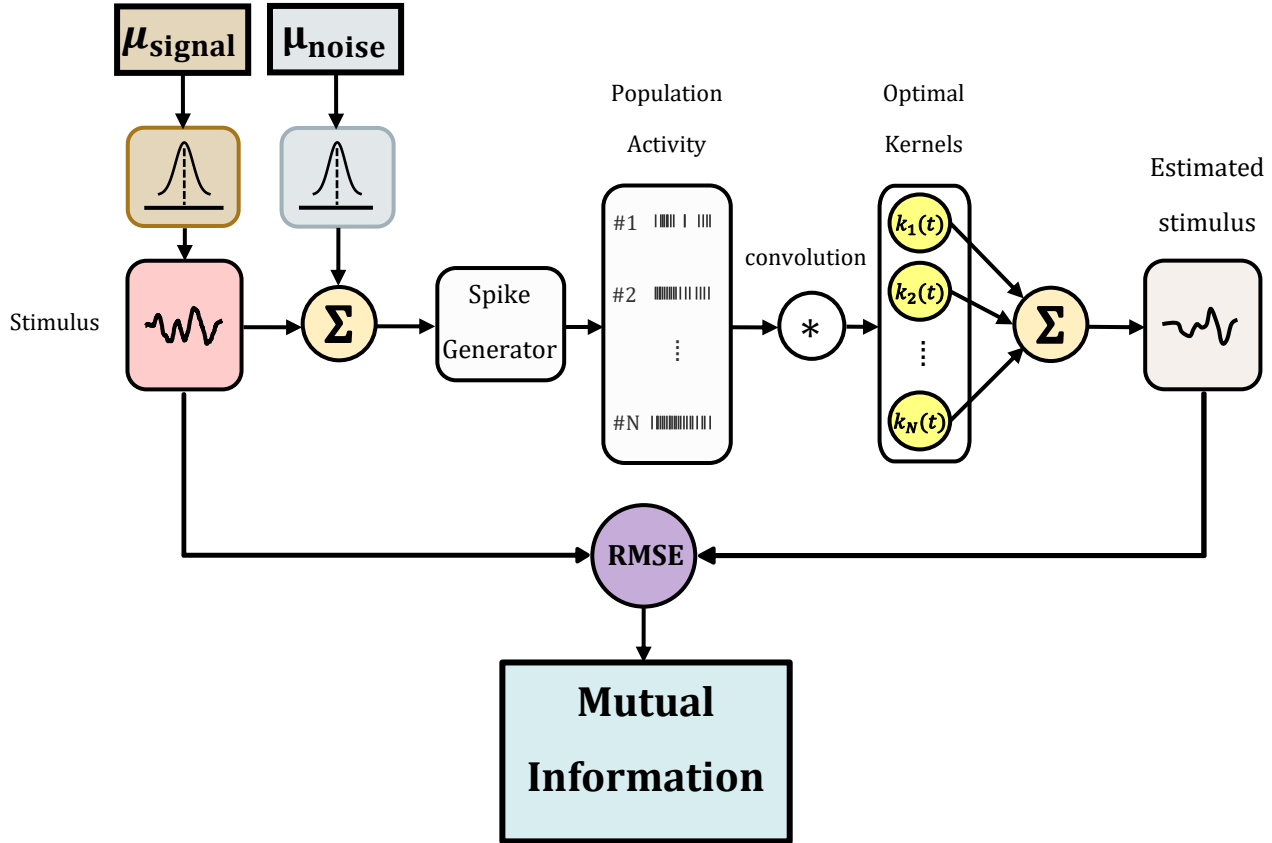 μsignal
μnoise
Population
Activity
Optimal
Kernels
Estimated
stimulus
Stimulus
Σ
Spike
Generator
#1
#2
⋮
#N
convolution
*
k1(t)
k2(t)
⋮
kN(t)
Σ
RMSE
Mutual
Information